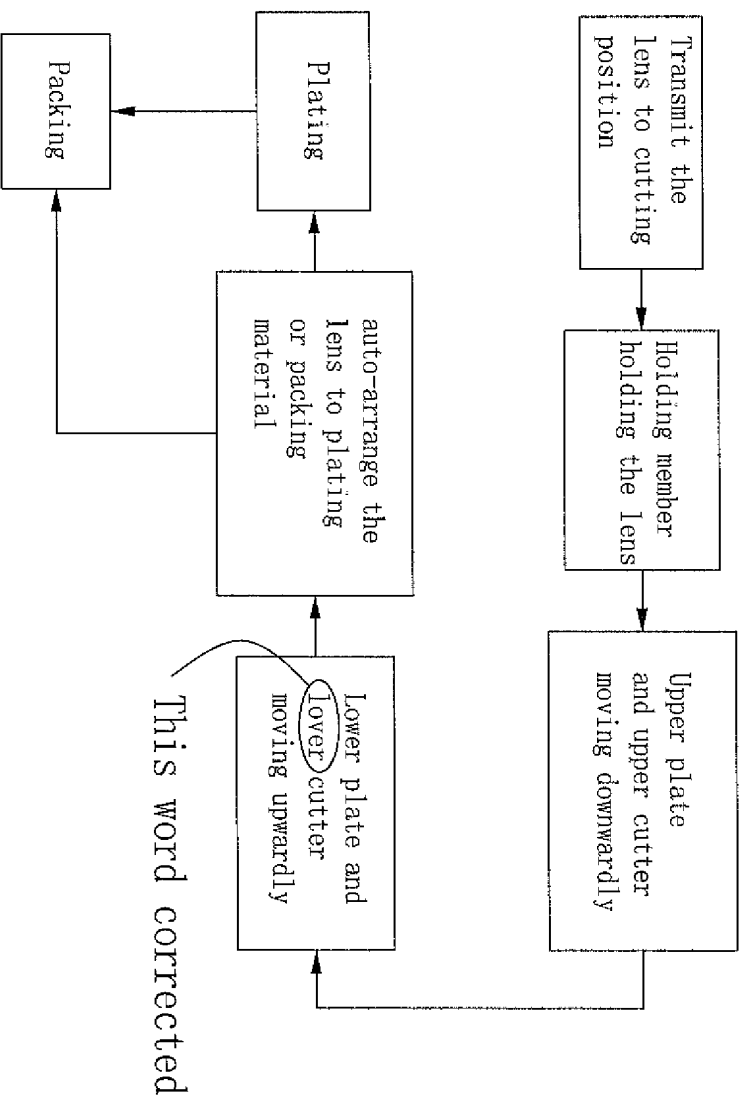 Transmit the
lens to cutting
position
Holding member
holding the lens
Upper plate
and upper cutter
moving downwardly
Lower plate and
lover cutter
moving upwardly
auto-arrange the
lens to plating
or packing
material
Plating
Packing
This word corrected